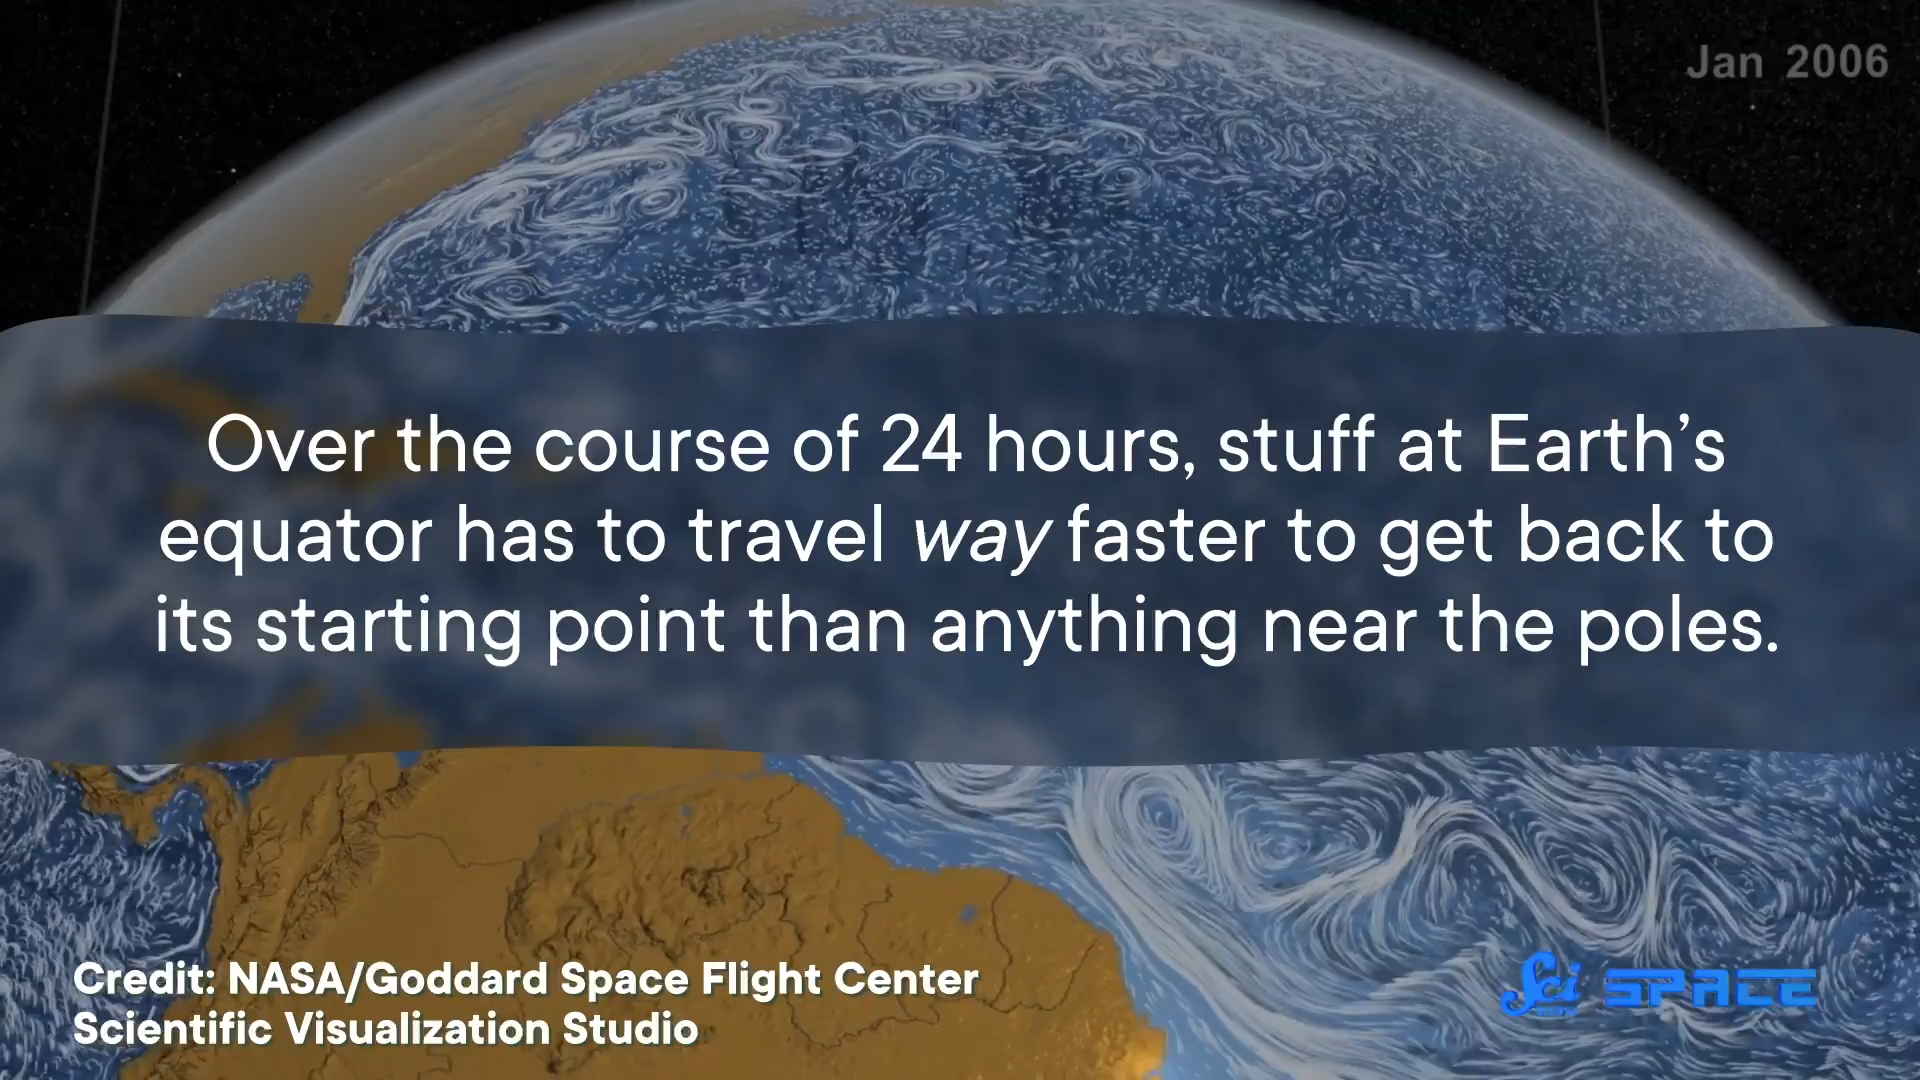 Jan 2006
Over the course of 24 hours, stuff at Earth’s
equator has to travel way faster to get back to
its starting point than anything near the poles.
Credit: NASA/Goddard Space Flight Center
Scientific Visualization Studio
Sci SPACE